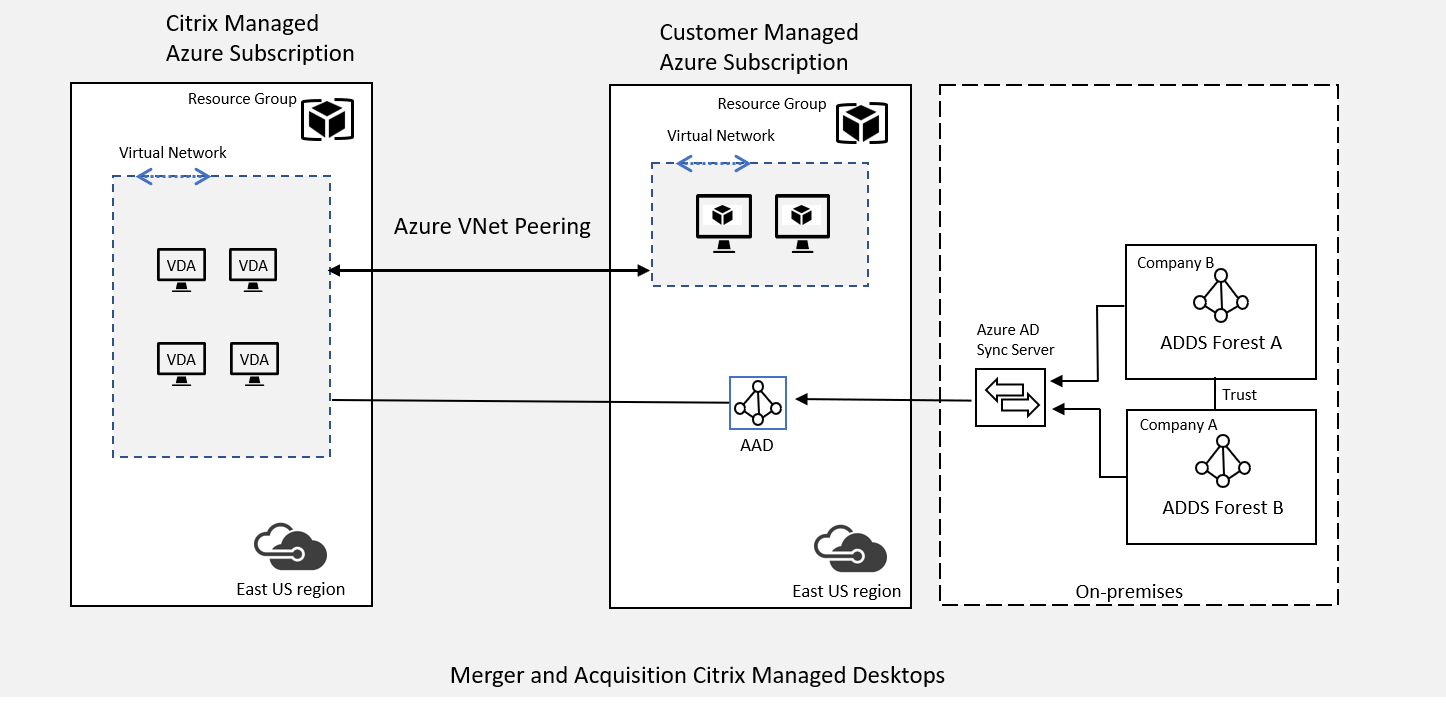 Citrix Managed
Azure Subscription
Customer Managed
Azure Subscription
Resource Group
Virtual Network
VDA
VDA
VDA
VDA
East US region
Azure VNet Peering
Resource Group
Virtual Network
AAD
East US region
Azure AD
Sync Server
Company B
ADDS Forest A
Trust
Company A
ADDS Forest B
On-premises
Merger and Acquisition Citrix Managed Desktops